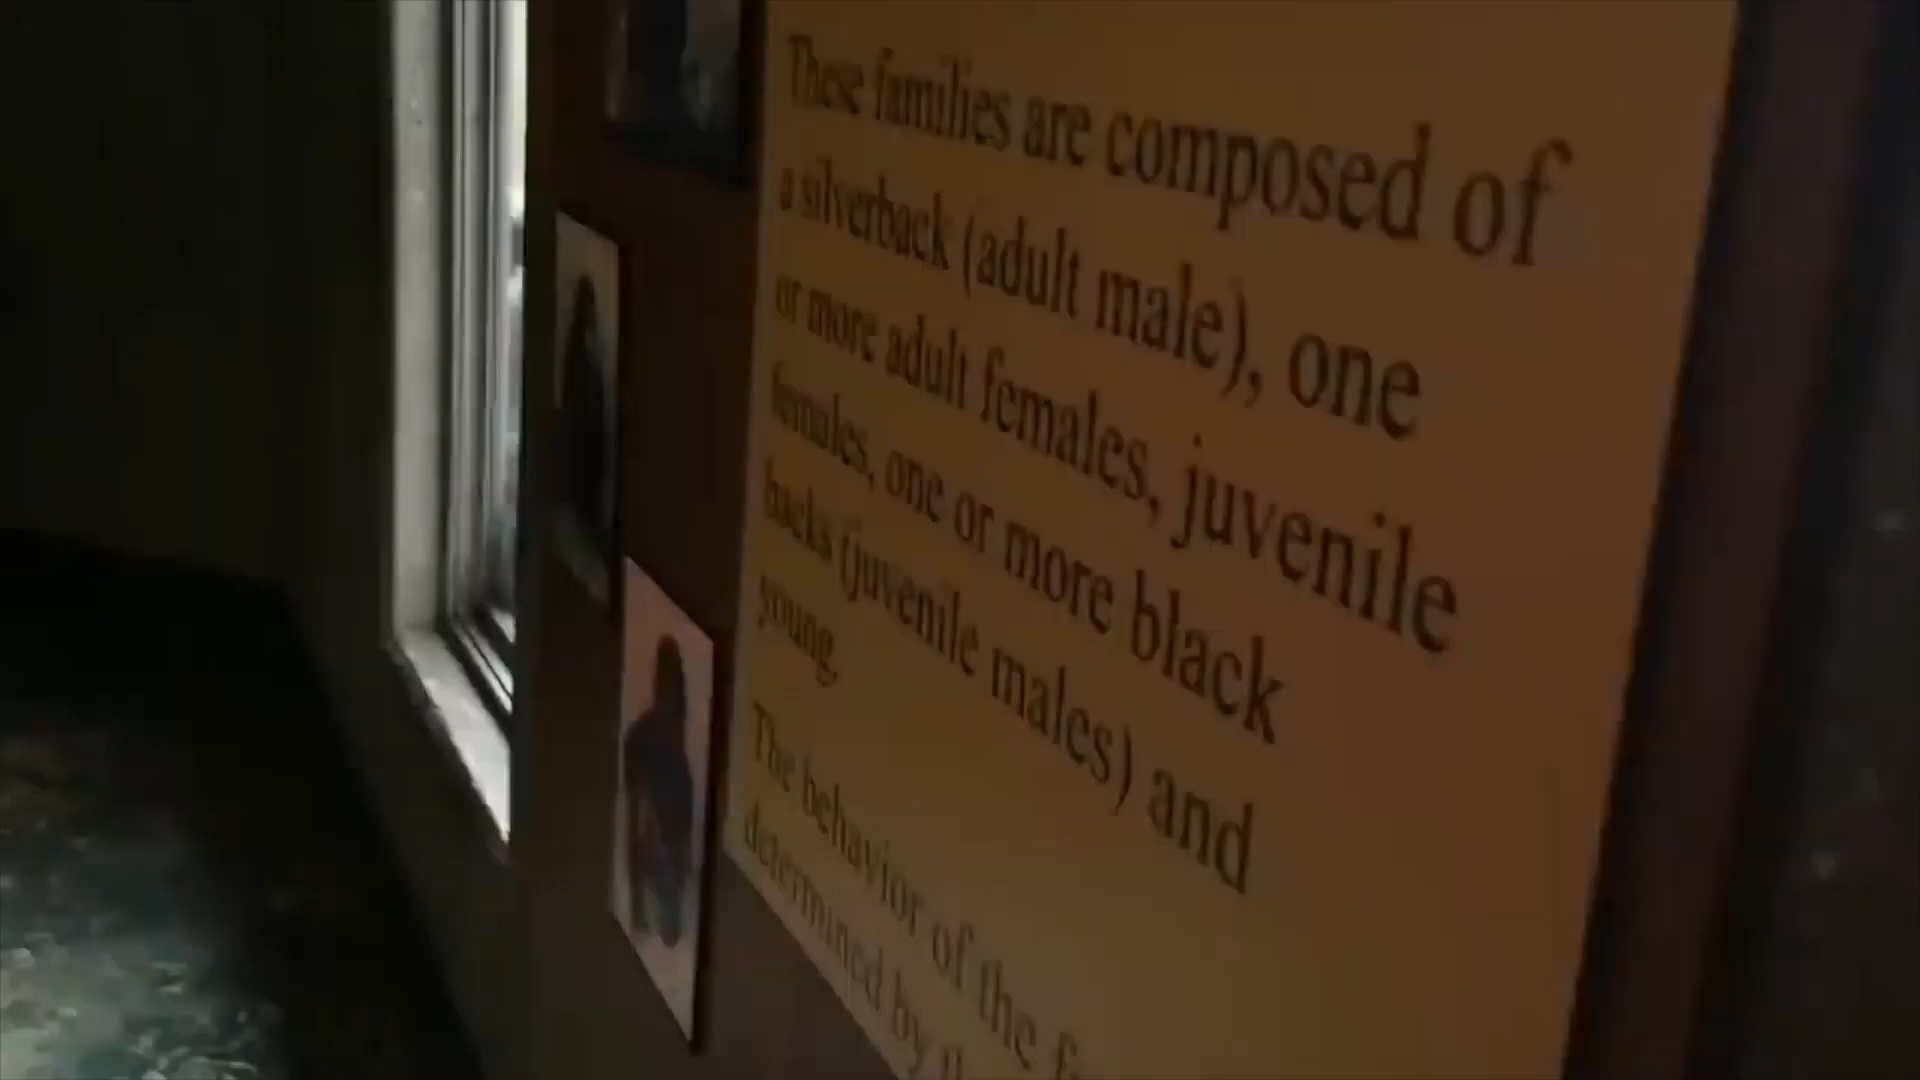 These families are composed of
a silverback (adult male), one
or more adult females, juvenile
females, one or more black
backs (juvenile males) and
young.
The behavior of the
determined by